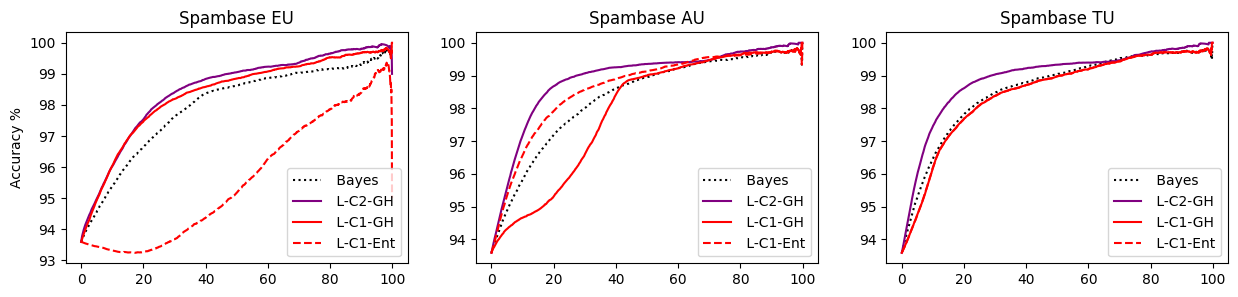 Spambase EU
Accuracy %
100
99
98
97
96
95
94
93
0
20
40
60
80
100
Bayes
L-C2-GH
L-C1-GH
L-C1-Ent
Spambase AU
100
99
98
97
96
95
94
0
20
40
60
80
100
Bayes
L-C2-GH
L-C1-GH
L-C1-Ent
Spambase TU
100
99
98
97
96
95
94
0
20
40
60
80
100
Bayes
L-C2-GH
L-C1-GH
L-C1-Ent